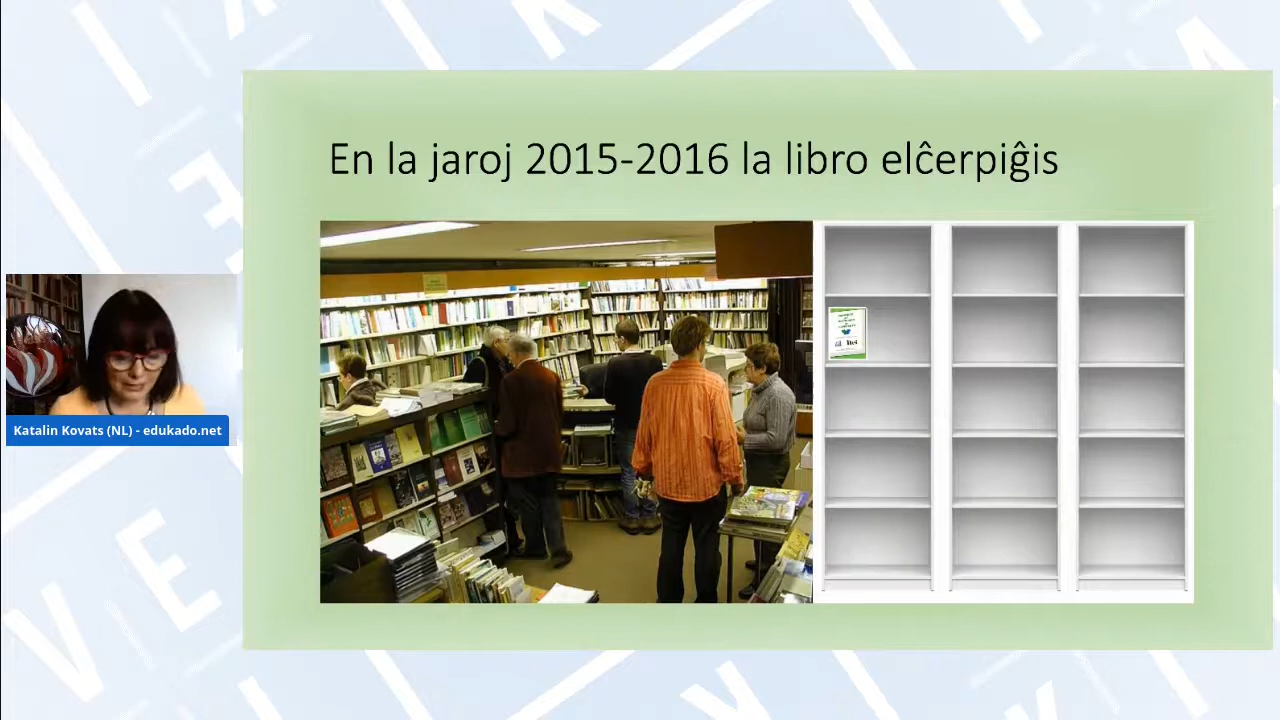 En la jaroj 2015-2016 la libro elĉerpiĝis
Katalin Kovats (NL) - edukado.net